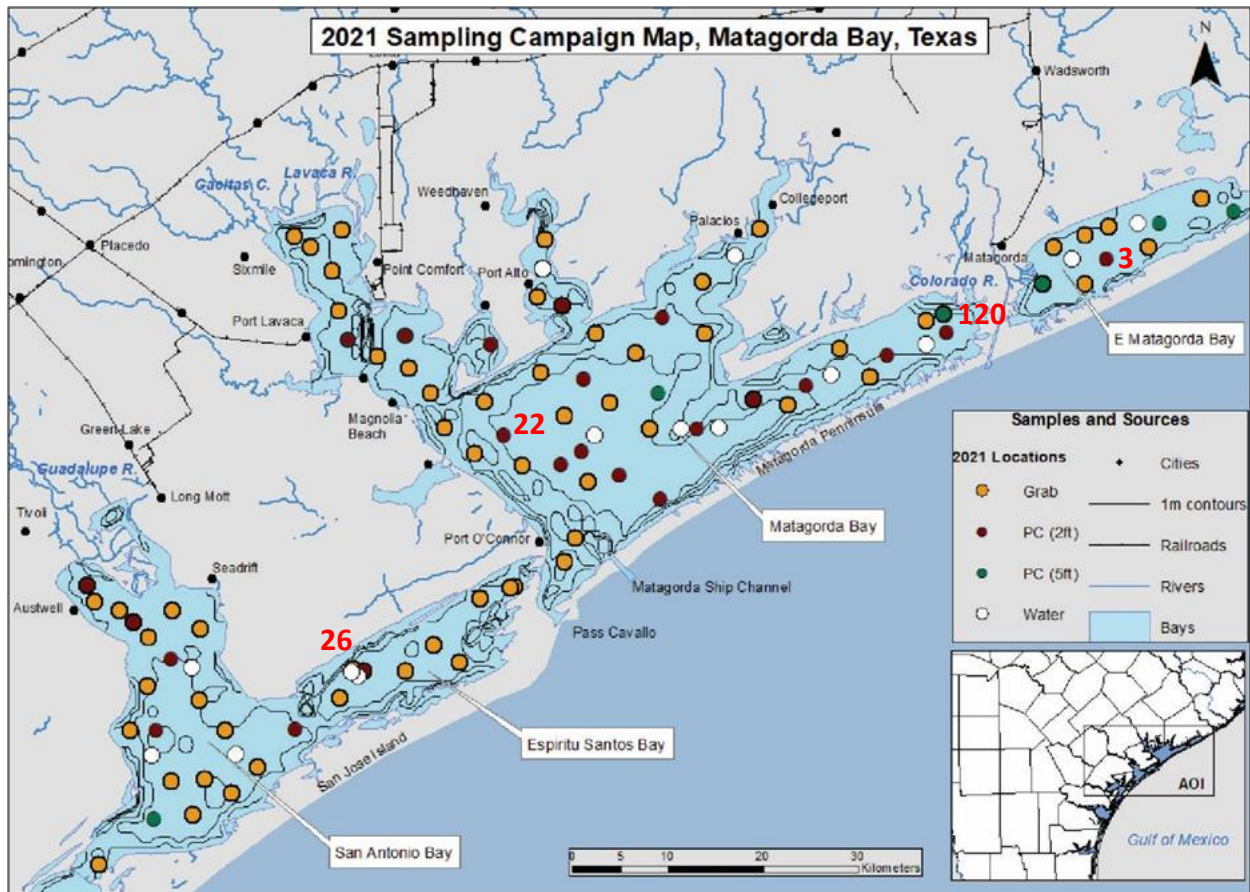 2021 Sampling Campaign Map, Matagorda Bay, Texas
N
Wadsworth
Lavaca R.
Weedhaven
Collegeport
Placedo
Sixmile
Point Comfort
Port Alto
Palacios
Matagorda
3
Colorado R.
120
Port Lavaca
E Matagorda Bay
Magnolia
Beach
22
Green Lake
Guadalupe R.
Long Mott
Tivoli
Matagorda Penninsula
Matagorda Bay
Port O'Connor
Seadrift
Matagorda Ship Channel
Austwell
Pass Cavallo
26
Espiritu Santos Bay
San Jose Island
San Antonio Bay
Samples and Sources
2021 Locations
Cities
Grab
1m contours
PC (2ft)
Railroads
PC (5ft)
Rivers
Water
Bays
AOI
Gulf of Mexico
0 5 10 20 30
Kilometers